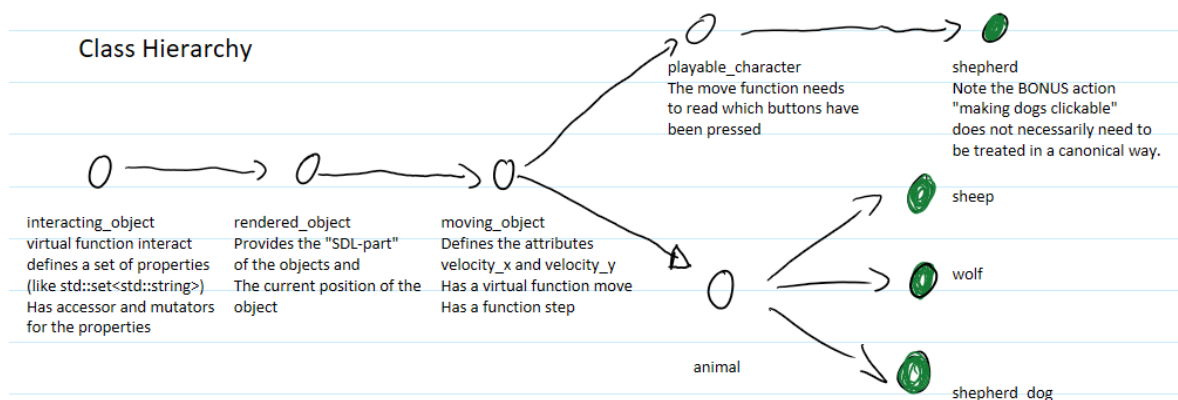 Class Hierarchy
playable_character
The move function needs
to read which buttons have
been pressed
shepherd
Note the BONUS action
"making dogs clickable"
does not necessarily need to
be treated in a canonical way.
interacting_object
virtual function interact
defines a set of properties
(like std::set<std::string>)
Has accessor and mutators
for the properties
rendered_object
Provides the "SDL-part"
of the objects and
The current position of the
object
moving_object
Defines the attributes
velocity_x and velocity_y
Has a virtual function move
Has a function step
sheep
wolf
animal
shepherd_dog